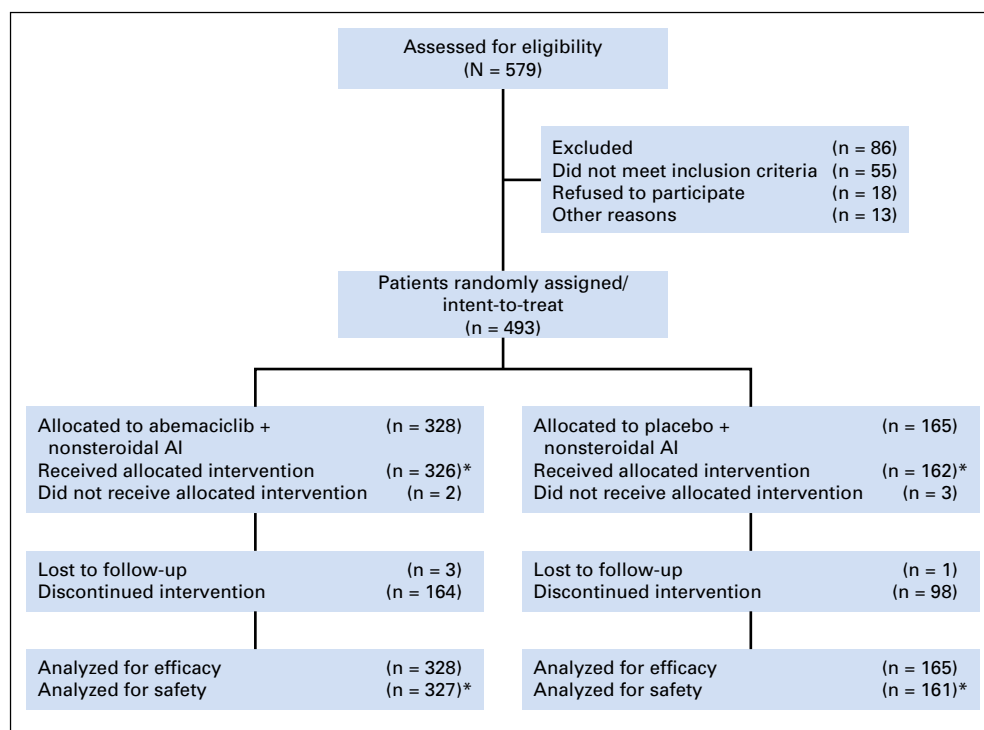 Assessed for eligibility
(N = 579)
Excluded (n = 86)
Did not meet inclusion criteria (n = 55)
Refused to participate (n = 18)
Other reasons (n = 13)
Patients randomly assigned/
intent-to-treat
(n = 493)
Allocated to abemaciclib + (n = 328)
nonsteroidal AI
Received allocated intervention (n = 326)*
Did not receive allocated intervention (n = 2)
Allocated to placebo + (n = 165)
nonsteroidal AI
Received allocated intervention (n = 162)*
Did not receive allocated intervention (n = 3)
Lost to follow-up (n = 3)
Discontinued intervention (n = 164)
Lost to follow-up (n = 1)
Discontinued intervention (n = 98)
Analyzed for efficacy (n = 328)
Analyzed for safety (n = 327)*
Analyzed for efficacy (n = 165)
Analyzed for safety (n = 161)*